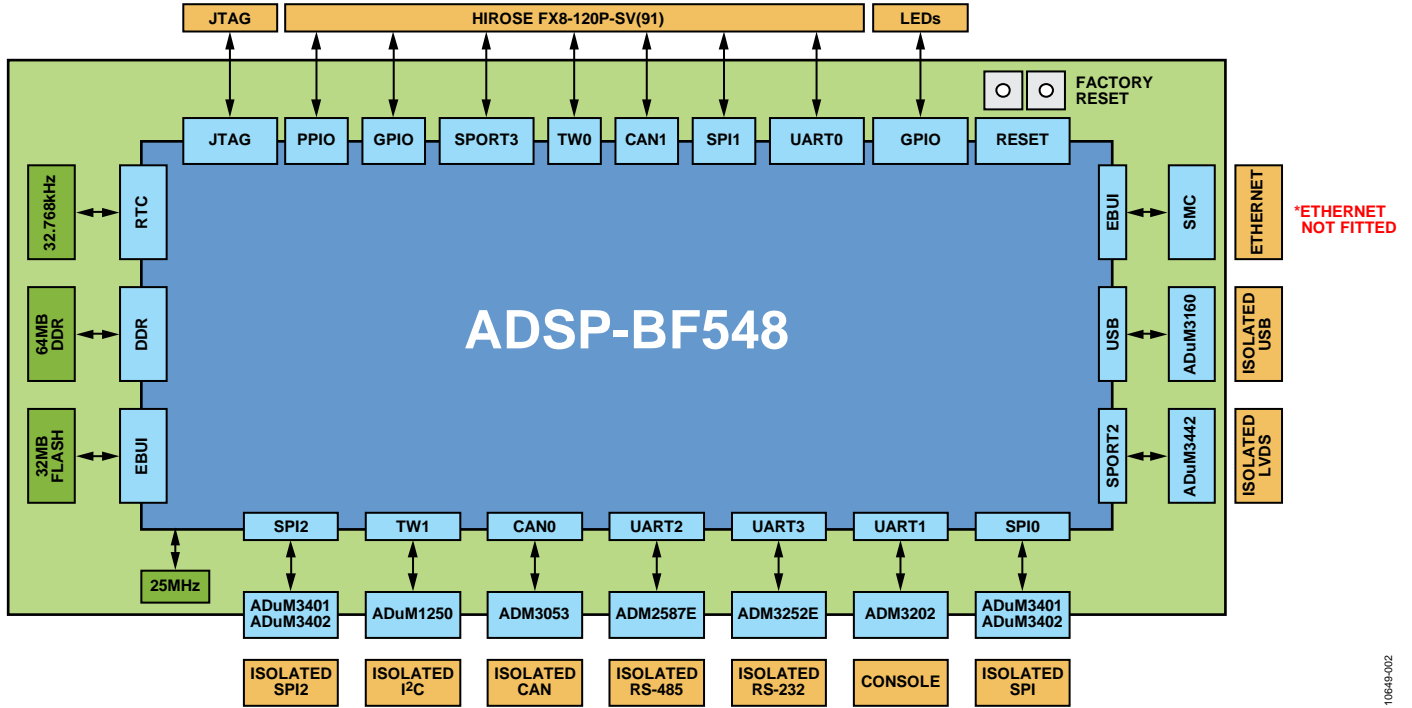 JTAG
HIROSE FX8-120P-SV(91)
LEDs
FACTORY
RESET
JTAG
PPIO
GPIO
SPORT3
TW0
CAN1
SPI1
UART0
GPIO
RESET
32.768kHz
RTC
EBUI
SMC
ETHERNET
*ETHERNET
NOT FITTED
64MB
DDR
DDR
ADSP-BF548
USB
ADuM3160
ISOLATED
USB
32MB
FLASH
EBUI
SPORT2
ADuM3442
ISOLATED
LVDS
SPI2
TW1
CAN0
UART2
UART3
UART1
SPI0
25MHz
ADuM3401
ADuM3402
ADuM1250
ADM3053
ADM2587E
ADM3252E
ADM3202
ADuM3401
ADuM3402
ISOLATED
SPI2
ISOLATED
I²C
ISOLATED
CAN
ISOLATED
RS-485
ISOLATED
RS-232
CONSOLE
ISOLATED
SPI
10649-002